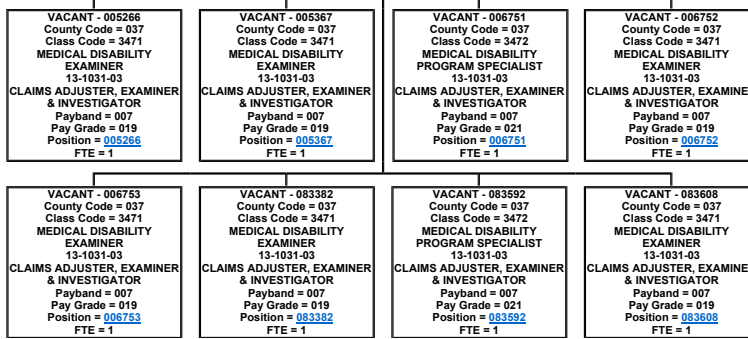 VACANT - 005266
County Code = 037
Class Code = 3471
MEDICAL DISABILITY
EXAMINER
13-1031-03
CLAIMS ADJUSTER, EXAMINER
& INVESTIGATOR
Payband = 007
Pay Grade = 019
Position = 005266
FTE = 1
VACANT - 005367
County Code = 037
Class Code = 3471
MEDICAL DISABILITY
EXAMINER
13-1031-03
CLAIMS ADJUSTER, EXAMINER
& INVESTIGATOR
Payband = 007
Pay Grade = 019
Position = 005367
FTE = 1
VACANT - 006751
County Code = 037
Class Code = 3472
MEDICAL DISABILITY
PROGRAM SPECIALIST
13-1031-03
CLAIMS ADJUSTER, EXAMINER
& INVESTIGATOR
Payband = 007
Pay Grade = 021
Position = 006751
FTE = 1
VACANT - 006752
County Code = 037
Class Code = 3471
MEDICAL DISABILITY
EXAMINER
13-1031-03
CLAIMS ADJUSTER, EXAMINE
& INVESTIGATOR
Payband = 007
Pay Grade = 019
Position = 006752
FTE = 1
VACANT - 006753
County Code = 037
Class Code = 3471
MEDICAL DISABILITY
EXAMINER
13-1031-03
CLAIMS ADJUSTER, EXAMINER
& INVESTIGATOR
Payband = 007
Pay Grade = 019
Position = 006753
FTE = 1
VACANT - 083382
County Code = 037
Class Code = 3471
MEDICAL DISABILITY
EXAMINER
13-1031-03
CLAIMS ADJUSTER, EXAMINER
& INVESTIGATOR
Payband = 007
Pay Grade = 019
Position = 083382
FTE = 1
VACANT - 083592
County Code = 037
Class Code = 3472
MEDICAL DISABILITY
PROGRAM SPECIALIST
13-1031-03
CLAIMS ADJUSTER, EXAMINER
& INVESTIGATOR
Payband = 007
Pay Grade = 021
Position = 083592
FTE = 1
VACANT - 083608
County Code = 037
Class Code = 3471
MEDICAL DISABILITY
EXAMINER
13-1031-03
CLAIMS ADJUSTER, EXAMINE
& INVESTIGATOR
Payband = 007
Pay Grade = 019
Position = 083608
FTE = 1